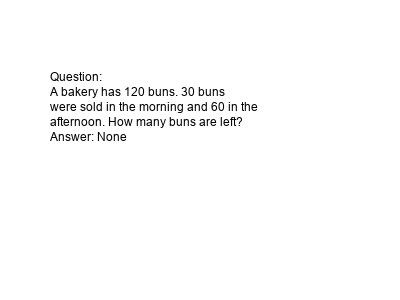 Question:
A bakery has 120 buns. 30 buns
were sold in the morning and 60 in the
afternoon. How many buns are left?
Answer: None